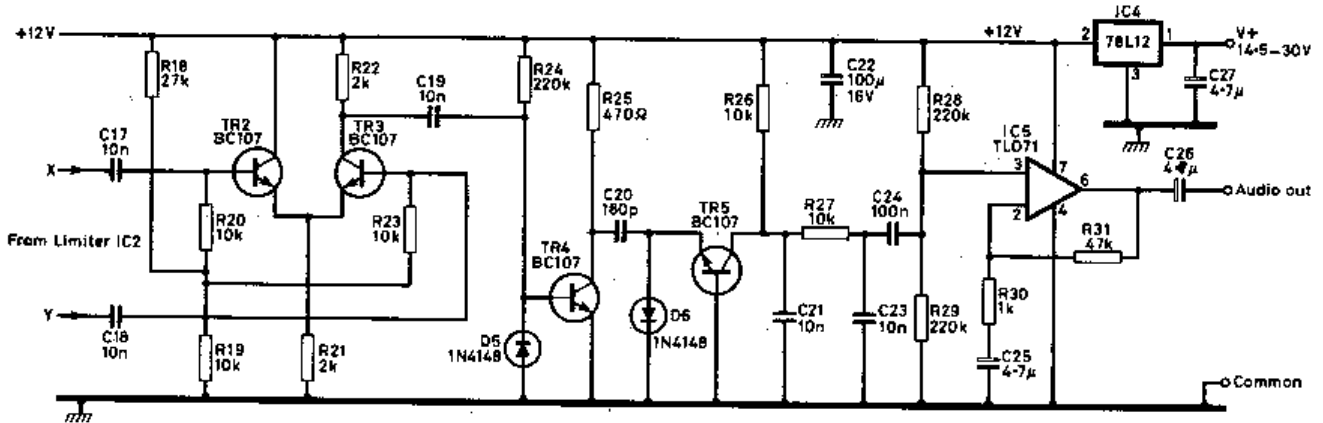 +12V
R18
27k
R22
2k
C19
10n
R24
220k
R25
470Ω
R26
10k
C22
100µ
16V
+12V
R28
220k
IC4
2
78L12
1
3
V+
14·5–30V
C27
4·7µ
C17
10n
TR2
BC107
TR3
BC107
X
IC5
TL071
3
7
2
4
6
C26
Audio out
R20
10k
R23
10k
From Limiter IC2
C20
180p
TR5
BC107
R27
10k
C24
100n
R31
47k
TR4
BC107
Y
C18
10n
R19
10k
R21
2k
D5
1N4148
D6
1N4148
C21
10n
C23
10n
R29
220k
R30
1k
C25
4·7µ
Common